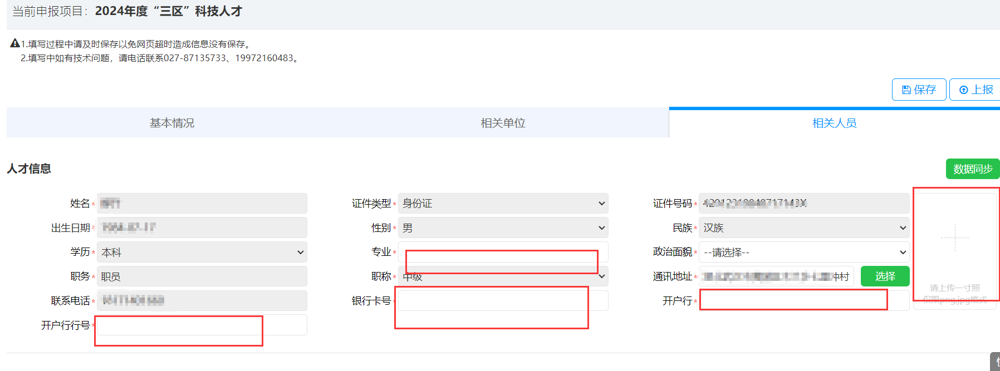 当前申报项目：2024年度“三区”科技人才
1.填写过程中请及时保存以免网页超时造成信息没有保存。
2.填写中如有技术问题，请电话联系027-87135733、19972160483。
保存 上报
基本情况 相关单位 相关人员
人才信息 数据同步
姓名* 证件类型* 身份证 证件号码*
出生日期* 性别* 男 民族* 汉族
学历* 本科 专业* 政治面貌* --请选择--
职务* 职员 职称* 中级 通讯地址* 冲村 选择
请上传一寸照
联系电话* 银行卡号* 开户行* 仅限png,jpg格式
开户行行号*